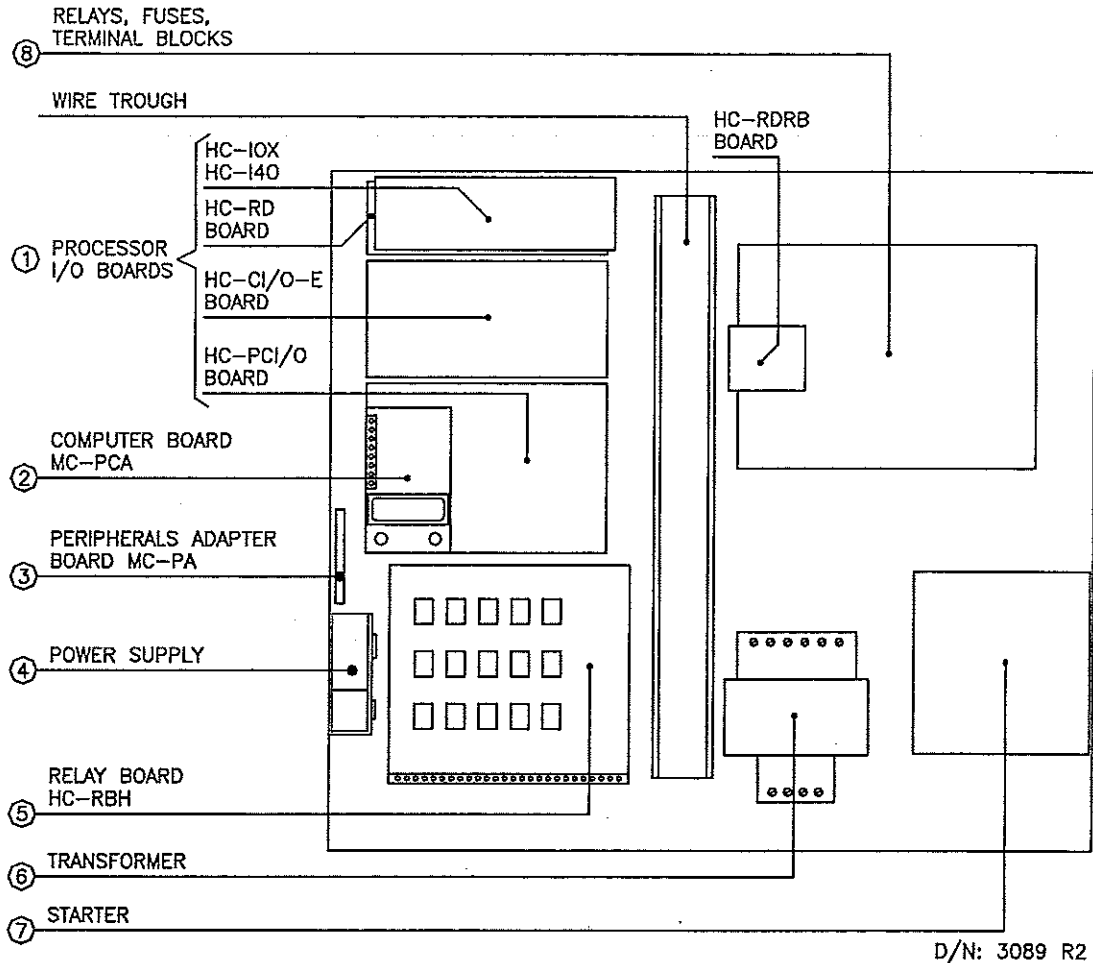 RELAYS, FUSES,
TERMINAL BLOCKS
8
WIRE TROUGH
HC-RDRB
BOARD
HC-IOX
HC-I4O
HC-RD
BOARD
1 PROCESSOR
I/O BOARDS
HC-CI/O-E
BOARD
HC-PCI/O
BOARD
COMPUTER BOARD
MC-PCA
2
PERIPHERALS ADAPTER
BOARD MC-PA
3
4 POWER SUPPLY
RELAY BOARD
HC-RBH
5
TRANSFORMER
6
STARTER
7
D/N: 3089 R2